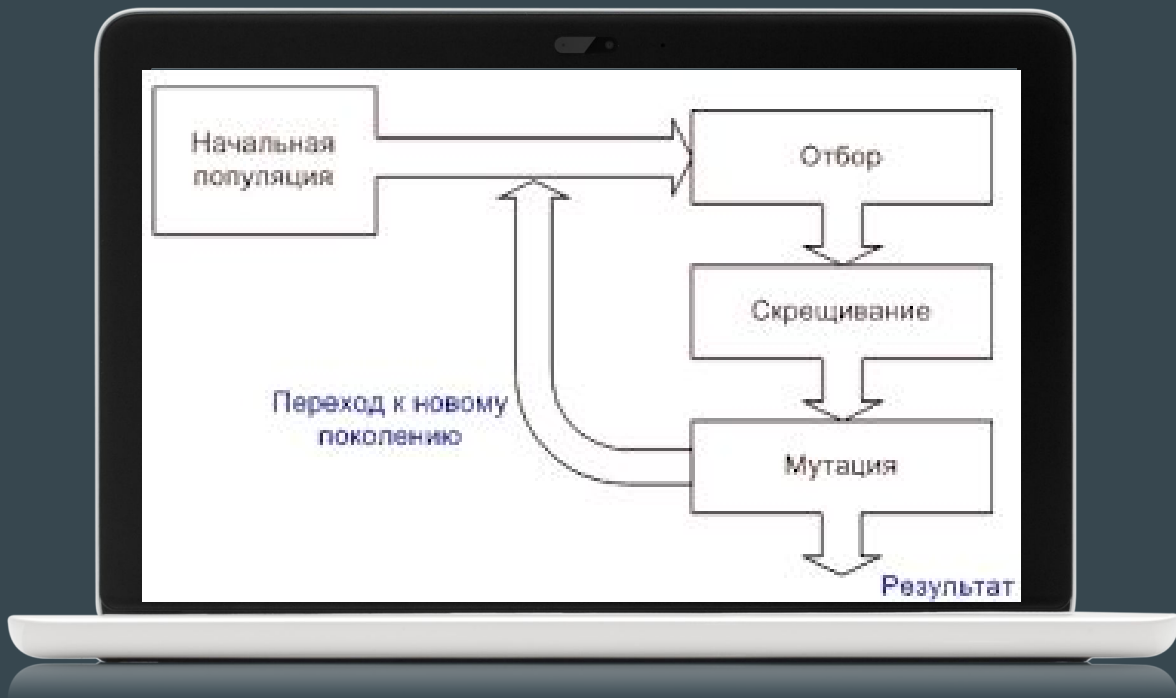 Начальная
популяция
Отбор
Скрещивание
Переход к новому
поколению
Мутация
Результат